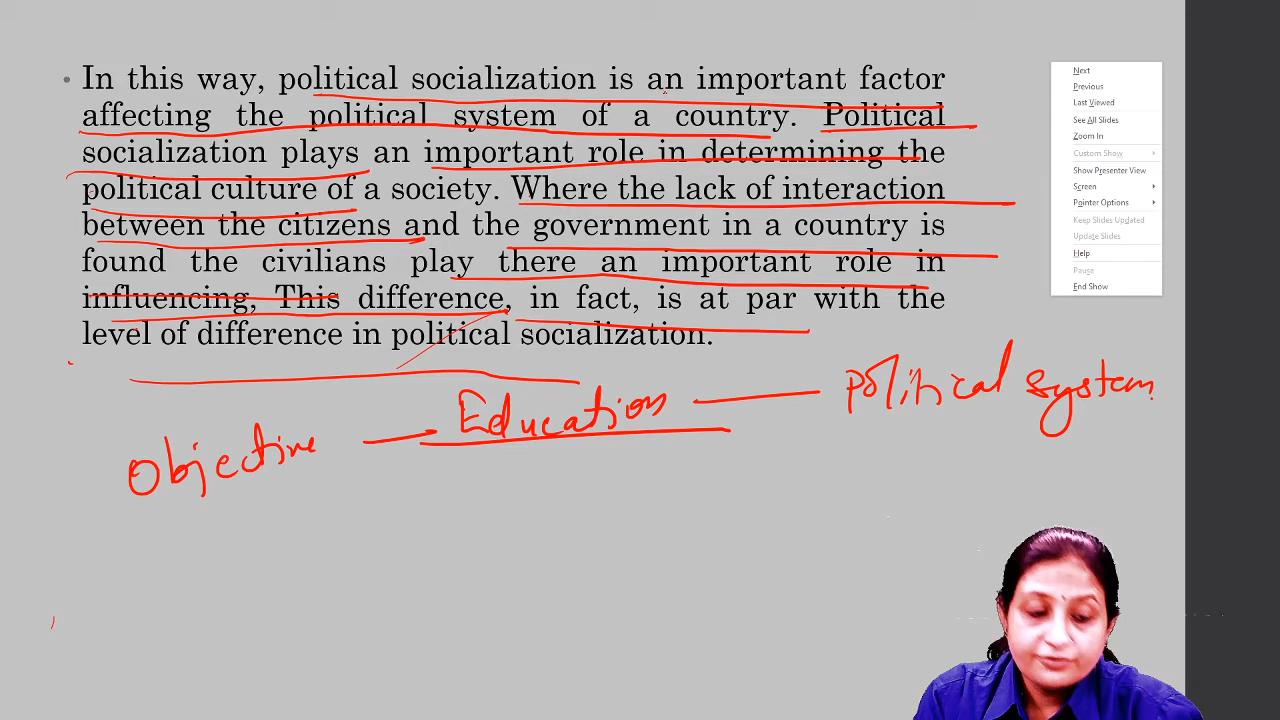 • In this way, political socialization is an important factor
affecting the political system of a country. Political
socialization plays an important role in determining the
political culture of a society. Where the lack of interaction
between the citizens and the government in a country is
found the civilians play there an important role in
influencing, This difference, in fact, is at par with the
level of difference in political socialization.
Objective Education political system
Next
Previous
Last Viewed
See All Slides
Zoom In
Custom Show
Show Presenter View
Screen
Pointer Options
Keep Slides Updated
Update Slides
Help
Pause
End Show